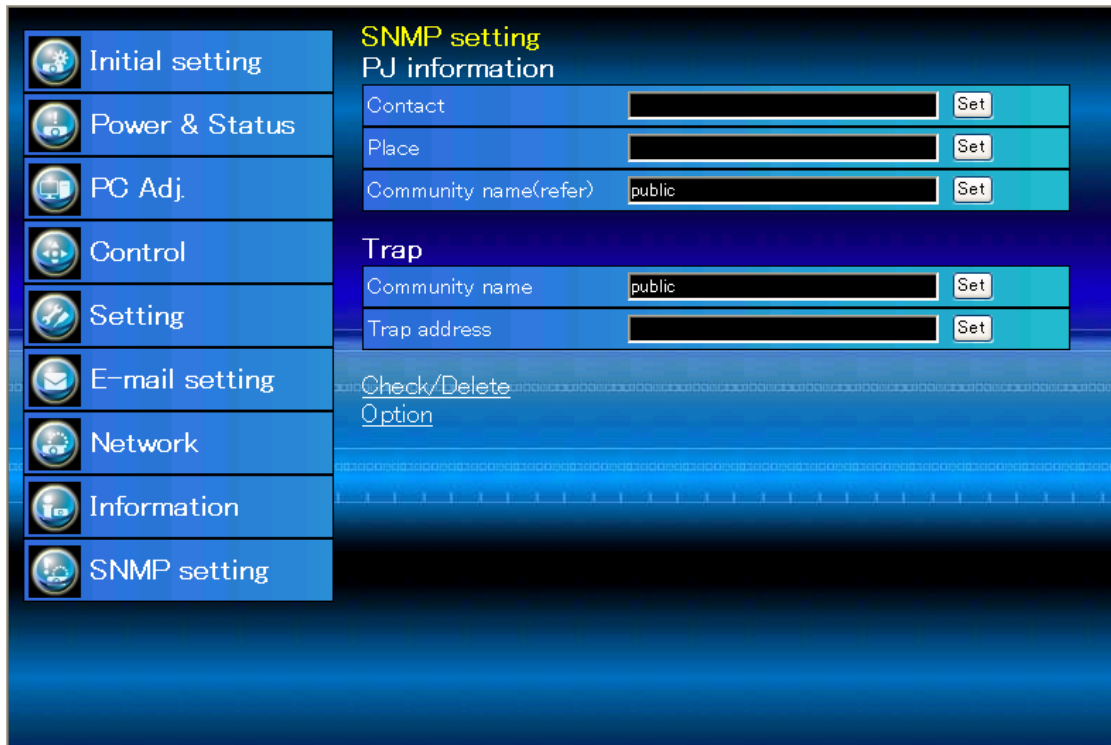 Initial setting
Power & Status
PC Adj.
Control
Setting
E-mail setting
Network
Information
SNMP setting
SNMP setting
PJ information
Contact Set
Place Set
Community name(refer) public Set
Trap
Community name public Set
Trap address Set
Check/Delete
Option